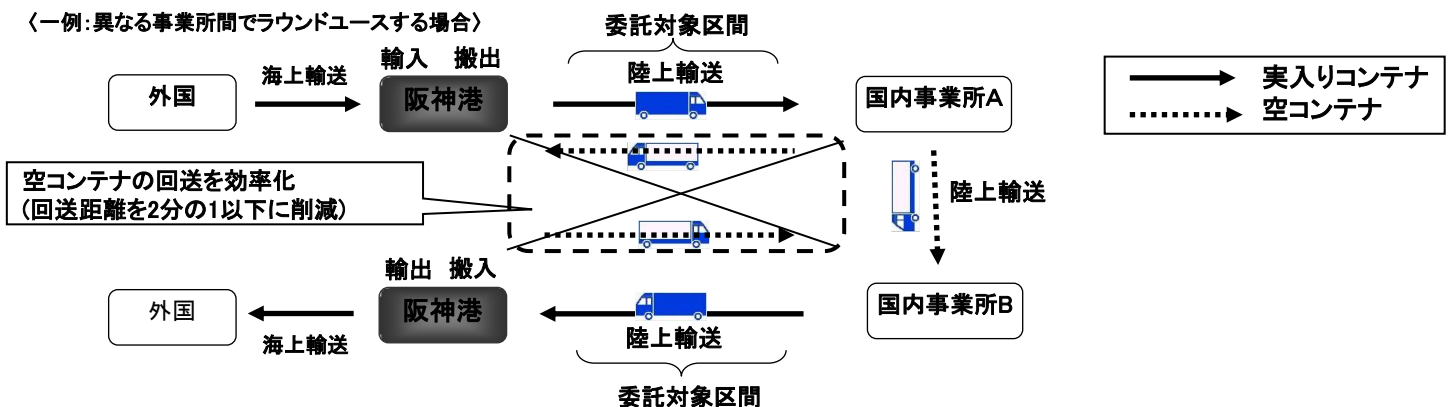 〈一例:異なる事業所間でラウンドユースする場合〉
委託対象区間
輸入 搬出
外国
海上輸送
阪神港
陸上輸送
国内事業所A
実入りコンテナ
空コンテナ
空コンテナの回送を効率化
(回送距離を2分の1以下に削減)
陸上輸送
輸出 搬入
外国
海上輸送
阪神港
陸上輸送
国内事業所B
委託対象区間